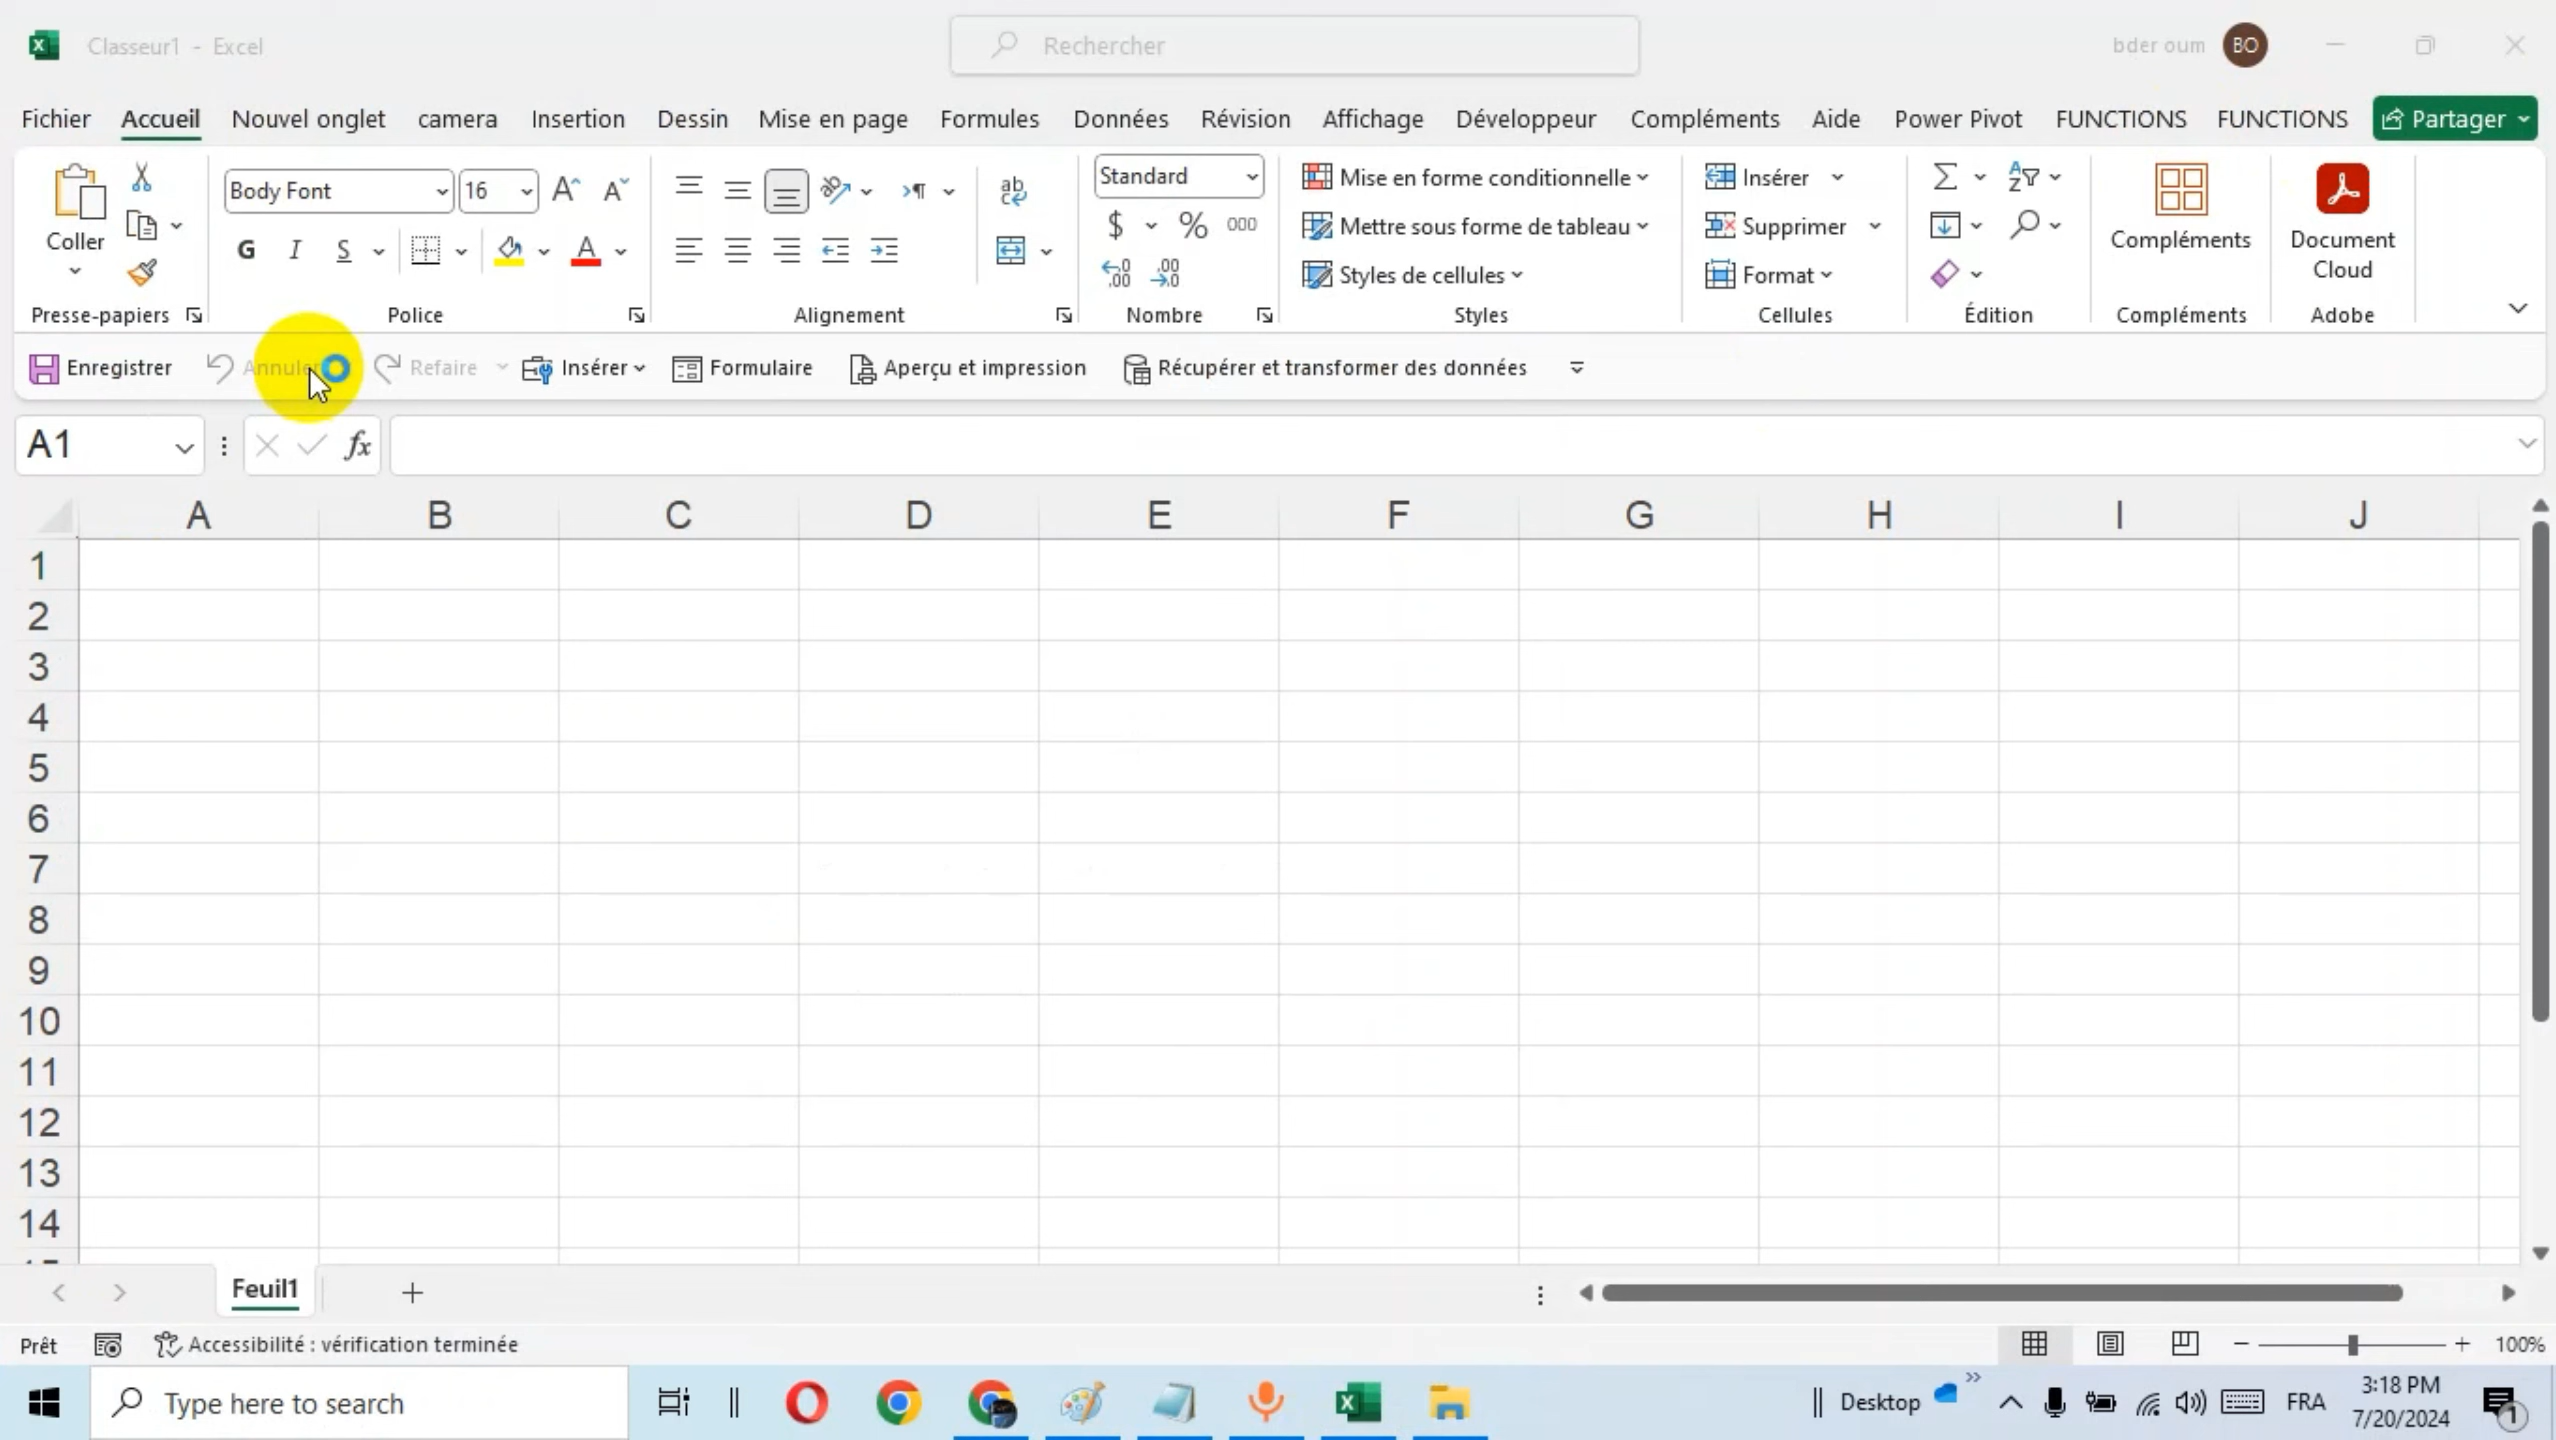 Classeur1 - Excel
Rechercher
bder oum
BO
Fichier Accueil Nouvel onglet camera Insertion Dessin Mise en page Formules Données Révision Affichage Développeur Compléments Aide Power Pivot FUNCTIONS FUNCTIONS Partager
Coller
Presse-papiers
Body Font 16
G I S A
Police
ab
Alignement
Standard
$ % 000
Nombre
Mise en forme conditionnelle
Mettre sous forme de tableau
Styles de cellules
Styles
Insérer
Supprimer
Format
Cellules
Édition
Compléments
Compléments
Document
Cloud
Adobe
Enregistrer Annuler Refaire Insérer Formulaire Aperçu et impression Récupérer et transformer des données
A1 fx
A B C D E F G H I J
1
2
3
4
5
6
7
8
9
10
11
12
13
14
Feuil1
Prêt Accessibilité : vérification terminée 100%
Type here to search
Desktop
FRA
3:18 PM
7/20/2024
1